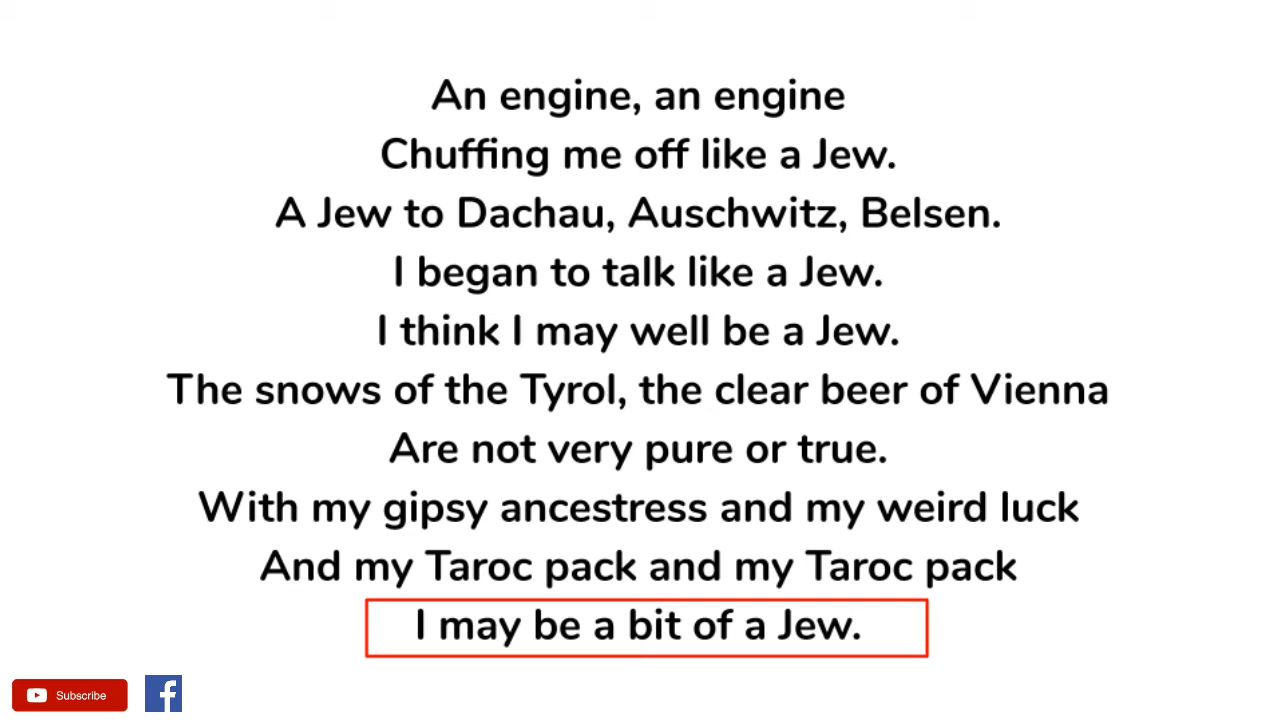 An engine, an engine
Chuffing me off like a Jew.
A Jew to Dachau, Auschwitz, Belsen.
I began to talk like a Jew.
I think I may well be a Jew.
The snows of the Tyrol, the clear beer of Vienna
Are not very pure or true.
With my gipsy ancestress and my weird luck
And my Taroc pack and my Taroc pack
I may be a bit of a Jew.
Subscribe
f